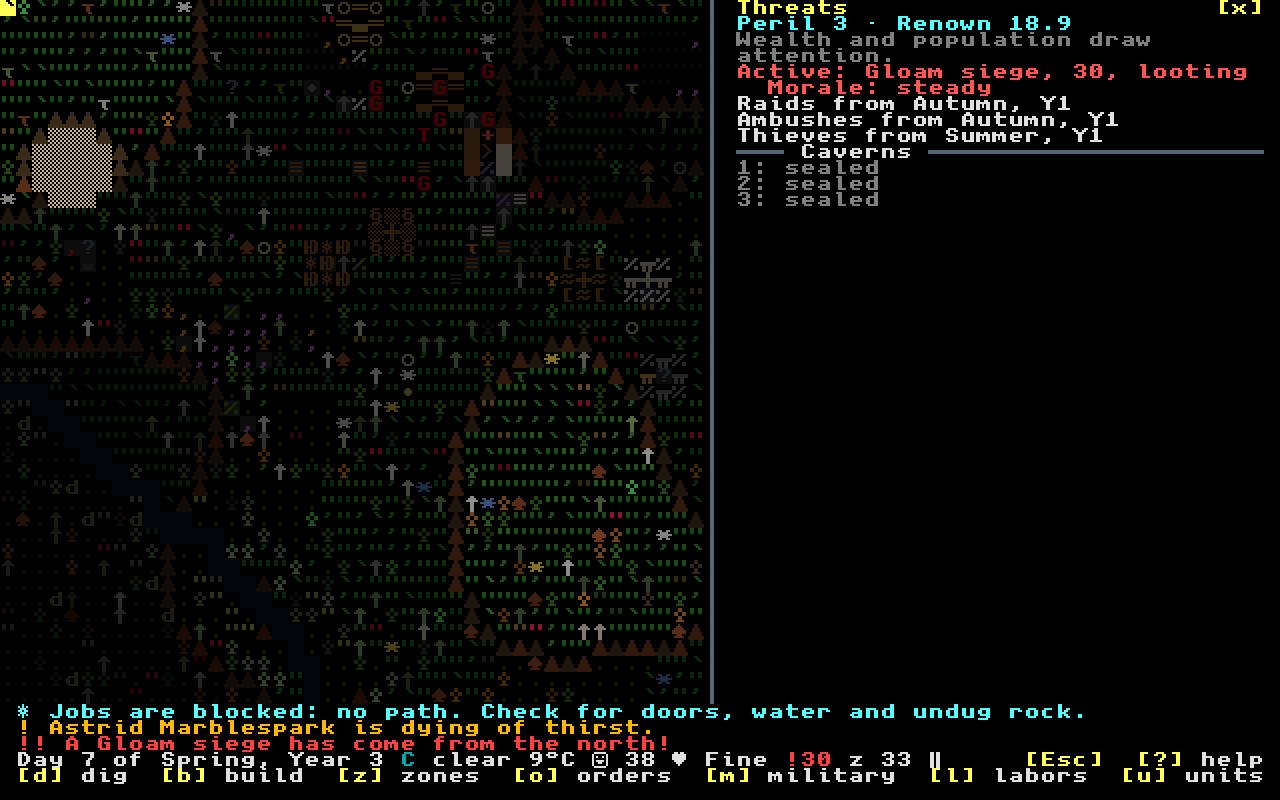 Threats [x]
Peril 3 · Renown 18.9
Wealth and population draw
attention.
Active: Gloam siege, 30, looting
Morale: steady
Raids from Autumn, Y1
Ambushes from Autumn, Y1
Thieves from Summer, Y1
Caverns
1: sealed
2: sealed
3: sealed
* Jobs are blocked: no path. Check for doors, water and undug rock.
! Astrid Marblespark is dying of thirst.
!! A Gloam siege has come from the north!
Day 7 of Spring, Year 3 C clear 9°C ☺ 38 ♥ Fine !30 z 33 ‖ [Esc] [?] help
[d] dig [b] build [z] zones [o] orders [m] military [l] labors [u] units